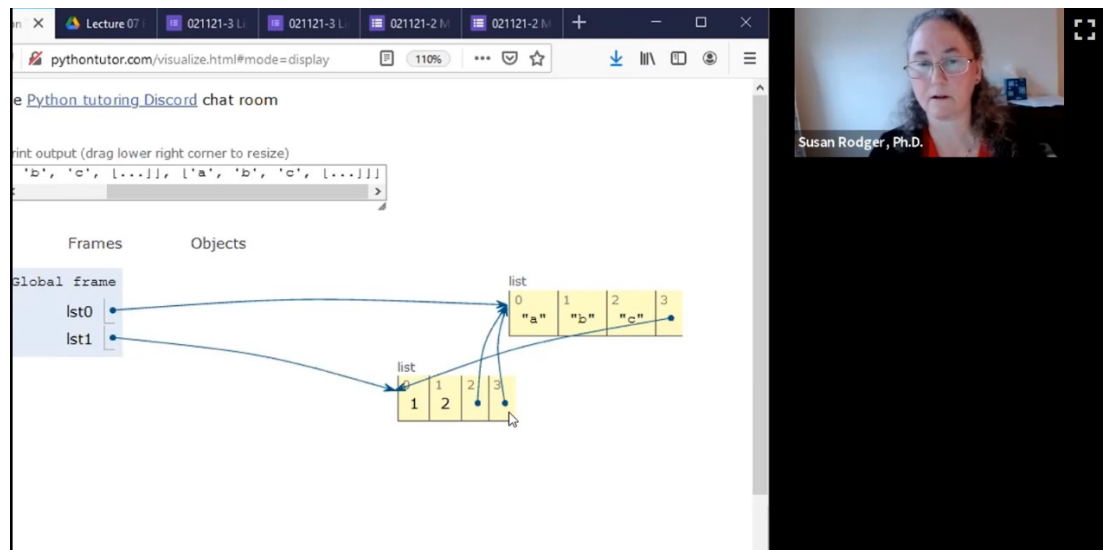 Lecture 07
021121-3 Li
021121-3 Li
021121-2 M
021121-2 M
pythontutor.com/visualize.html#mode=display
110%
e Python tutoring Discord chat room
rint output (drag lower right corner to resize)
'b', 'c', [...]], ['a', 'b', 'c', [...]]]
Frames Objects
Global frame
lst0
lst1
list
0 1 2 3
"a" "b" "c"
list
0 1 2 3
1 2
Susan Rodger, Ph.D.